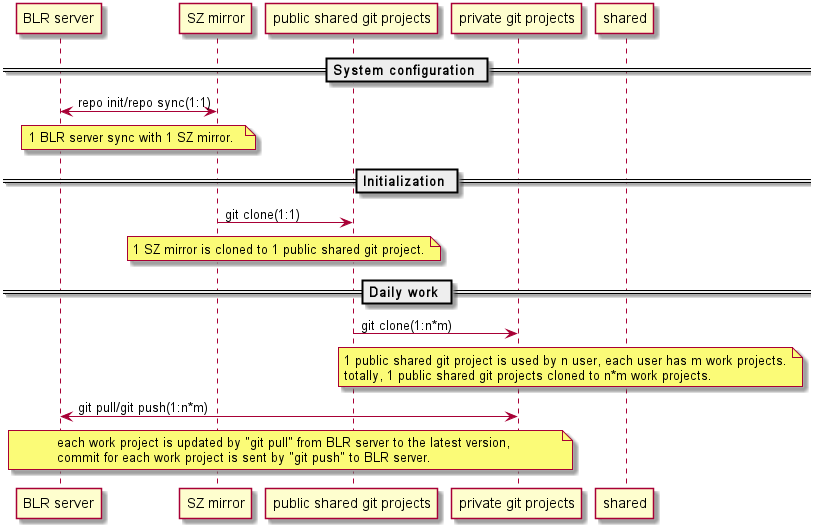 BLR server SZ mirror public shared git projects private git projects shared
System configuration
repo init/repo sync(1:1)
1 BLR server sync with 1 SZ mirror.
Initialization
git clone(1:1)
1 SZ mirror is cloned to 1 public shared git project.
Daily work
git clone(1:n*m)
1 public shared git project is used by n user, each user has m work projects.
totally, 1 public shared git projects cloned to n*m work projects.
git pull/git push(1:n*m)
each work project is updated by "git pull" from BLR server to the latest version,
commit for each work project is sent by "git push" to BLR server.
BLR server SZ mirror public shared git projects private git projects shared